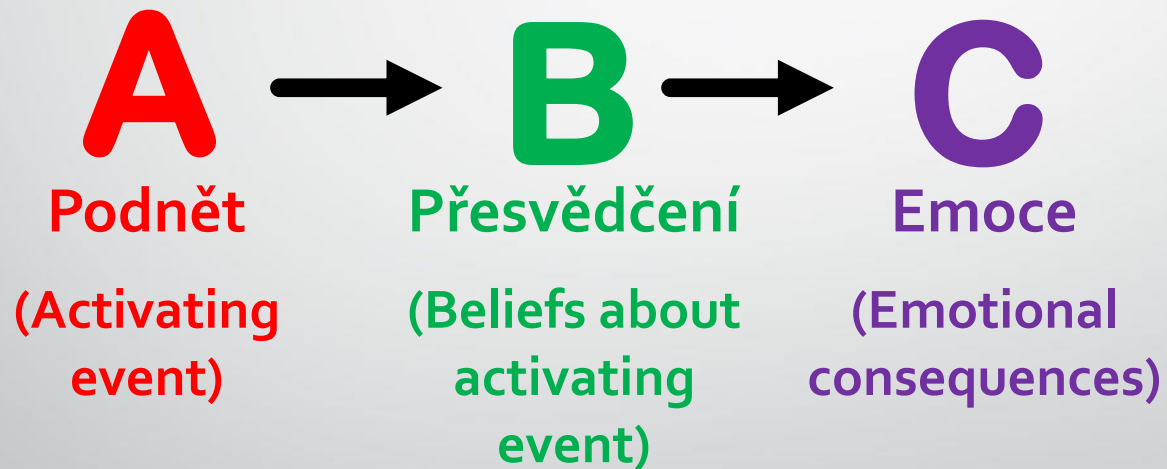 A B C
Podnět Přesvědčení Emoce
(Activating event)
(Beliefs about activating event)
(Emotional consequences)